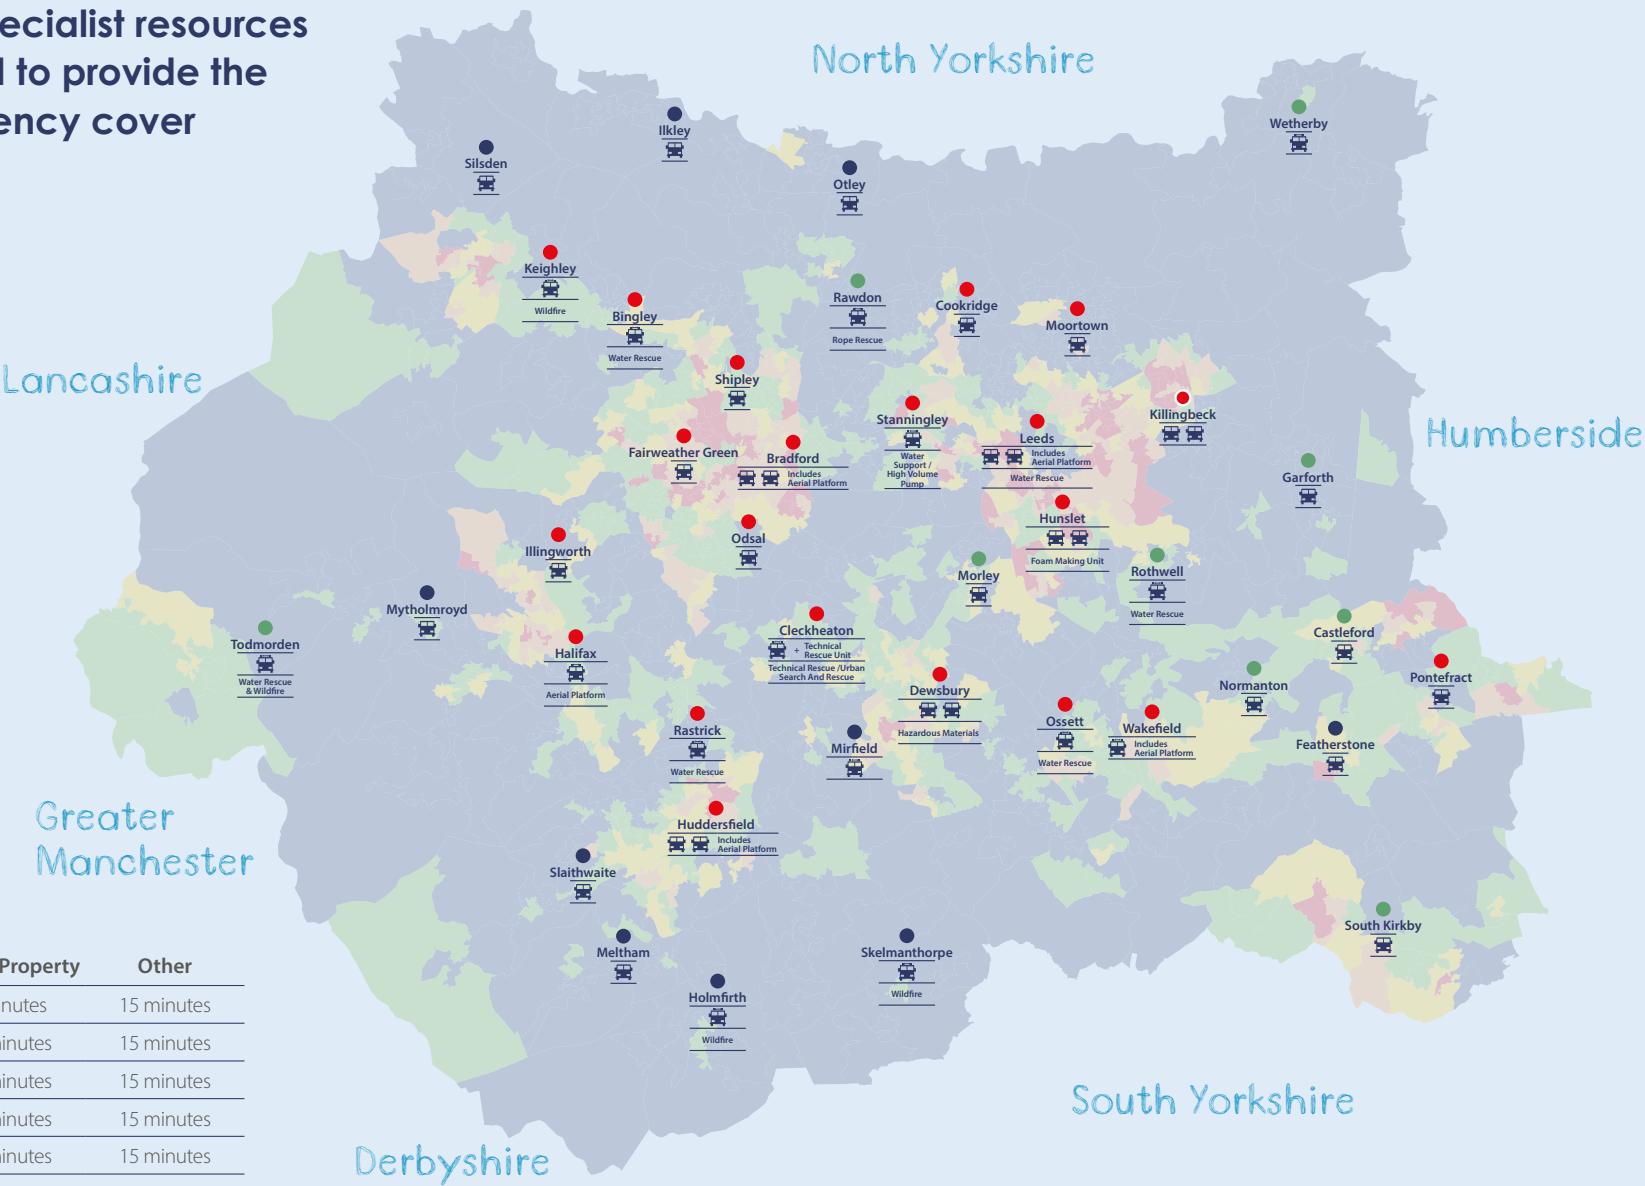 ecialist resources
to provide the
ency cover
North Yorkshire
Lancashire
Humberside
Greater
Manchester
Derbyshire
South Yorkshire
Silsden
Ilkley
Otley
Wetherby
Keighley
Wildfire
Bingley
Water Rescue
Rawdon
Rope Rescue
Cookridge
Moortown
Shipley
Stanningley
Water
Support /
High Volume
Pump
Leeds
Includes
Aerial Platform
Water Rescue
Killingbeck
Fairweather Green
Bradford
Includes
Aerial Platform
Garforth
Hunslet
Foam Making Unit
Odsal
Illingworth
Morley
Rothwell
Water Rescue
Mytholmroyd
Todmorden
Water Rescue
& Wildfire
Halifax
Aerial Platform
Cleckheaton
+ Technical
Rescue Unit
Technical Rescue /Urban
Search And Rescue
Castleford
Pontefract
Normanton
Dewsbury
Hazardous Materials
Ossett
Water Rescue
Wakefield
Includes
Aerial Platform
Featherstone
Rastrick
Water Rescue
Mirfield
Huddersfield
Includes
Aerial Platform
Slaithwaite
Meltham
Holmfirth
Wildfire
Skelmanthorpe
Wildfire
South Kirkby
Property Other
nutes 15 minutes
inutes 15 minutes
inutes 15 minutes
inutes 15 minutes
inutes 15 minutes